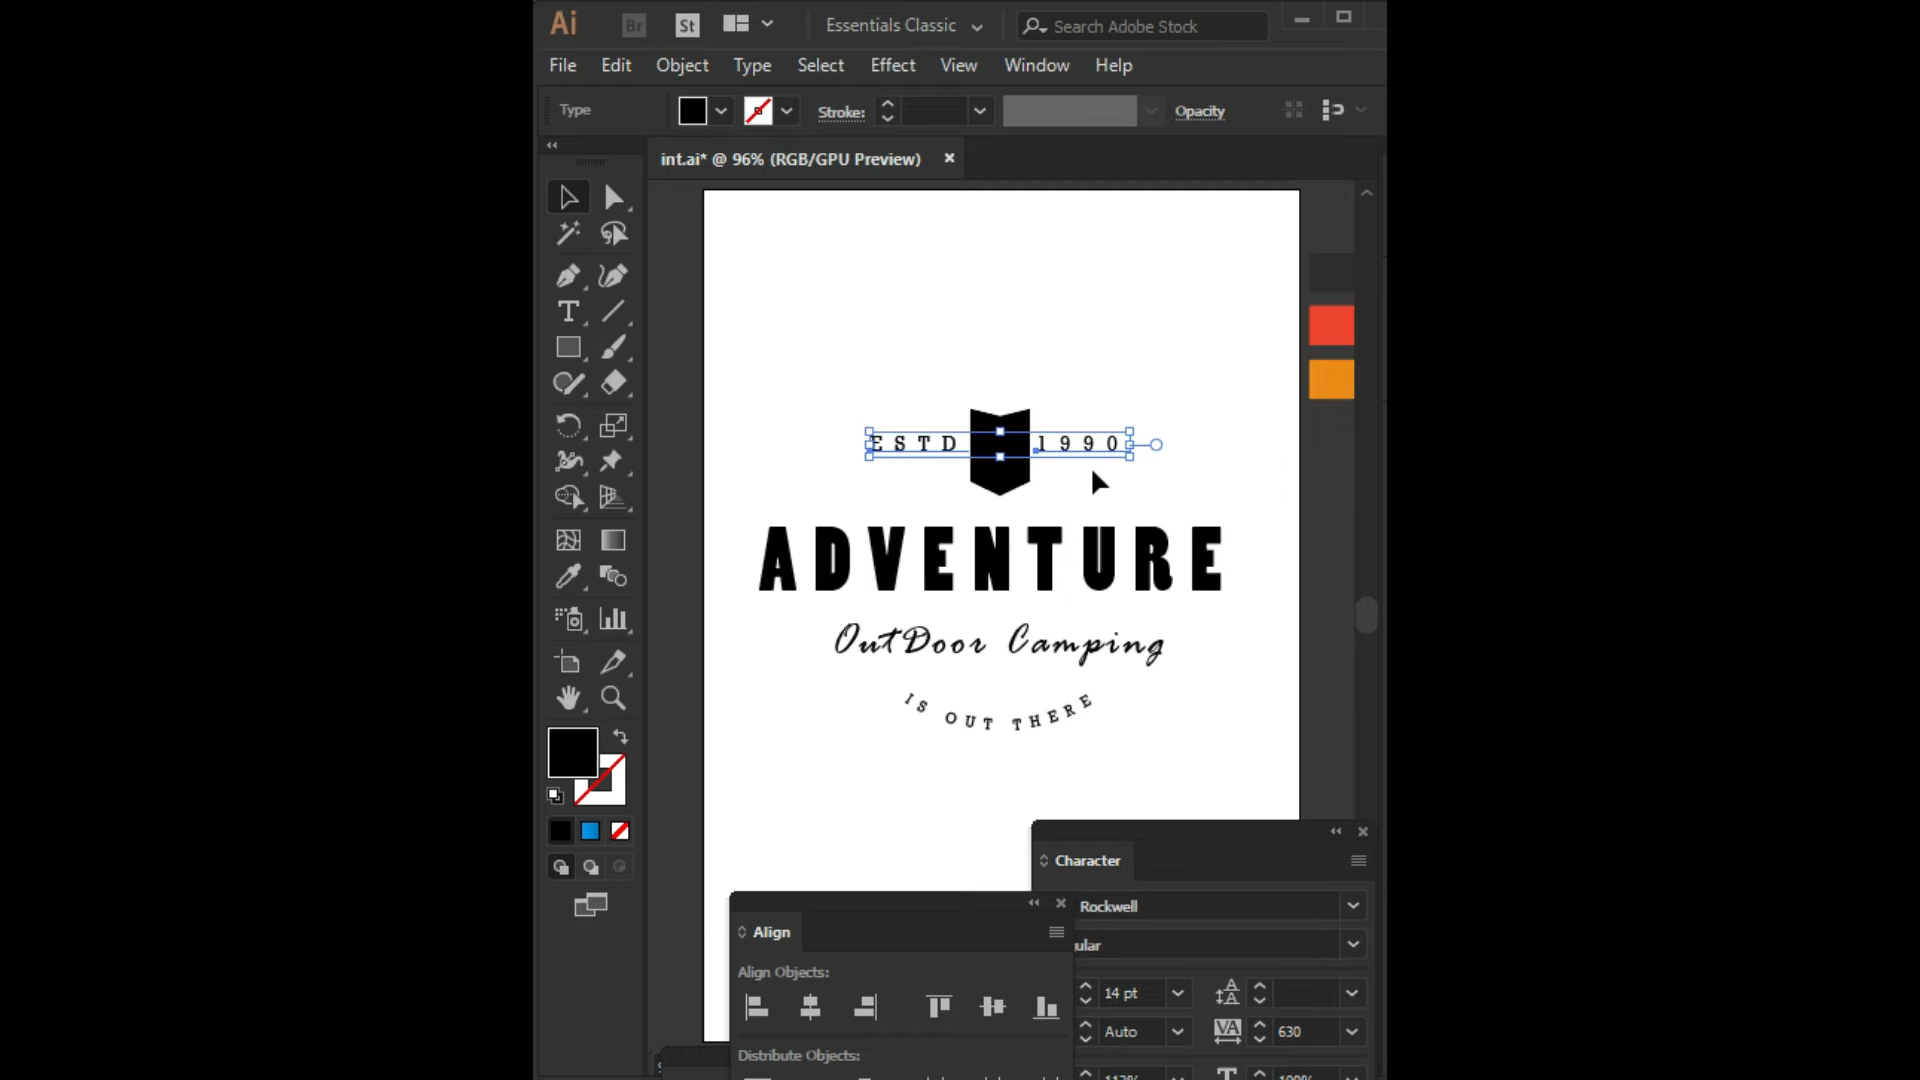 Ai Br St Essentials Classic Search Adobe Stock
File Edit Object Type Select Effect View Window Help
Type Stroke: Opacity
int.ai* @ 96% (RGB/GPU Preview)
ESTD 1990
ADVENTURE
OutDoor Camping
IS OUT THERE
Character
Rockwell
Align
ular
Align Objects:
14 pt
Auto 630
Distribute Objects: